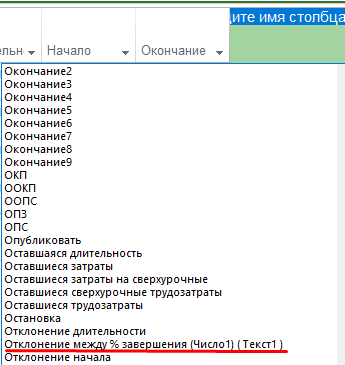 дите имя столбца
ельн
Начало
Окончание
Окончание2
Окончание3
Окончание4
Окончание5
Окончание6
Окончание7
Окончание8
Окончание9
ОКП
ООКП
ООПС
ОПЗ
ОПС
Опубликовать
Оставшаяся длительность
Оставшиеся затраты
Оставшиеся затраты на сверхурочные
Оставшиеся сверхурочные трудозатраты
Оставшиеся трудозатраты
Остановка
Отклонение длительности
Отклонение между % завершения (Число1) ( Текст1 )
Отклонение начала